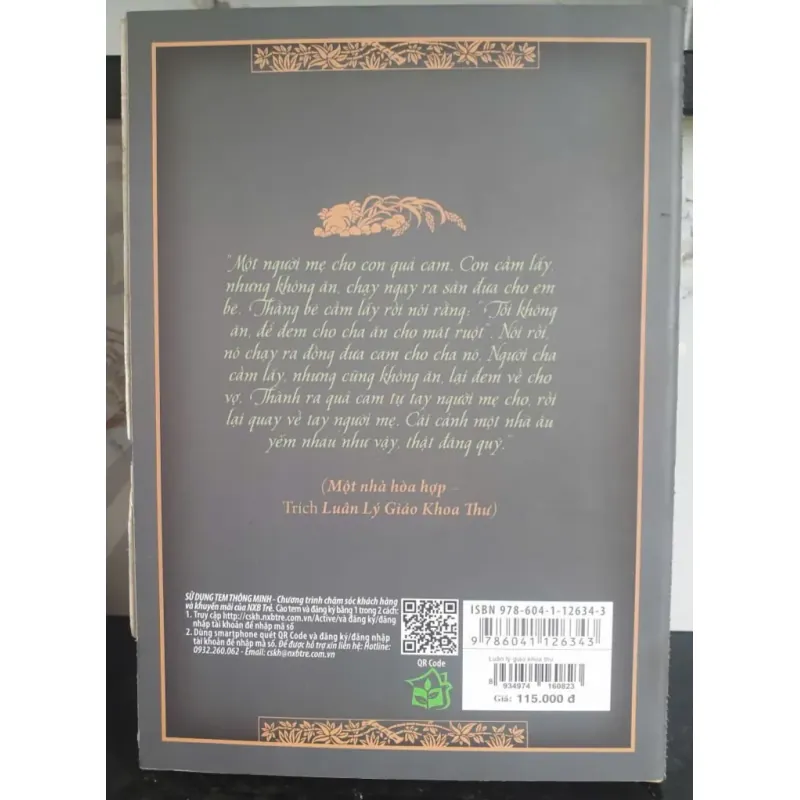 "Một người mẹ cho con quả cam. Con cầm lấy,
nhưng không ăn, chạy ngay ra sân đưa cho em
bé. Thằng bé cầm lấy rồi nói rằng: "Tôi không
ăn, để đem cho cha ăn cho mát ruột". Nói rồi,
nó chạy ra đồng đưa cam cho cha nó. Người cha
cầm lấy, nhưng cũng không ăn, lại đem về cho
vợ. Thành ra quả cam tự tay người mẹ cho, rồi
lại quay về tay người mẹ. Cái cảnh một nhà âu
yếm nhau như vậy, thật đáng quý."
(Một nhà hòa hợp –
Trích Luân Lý Giáo Khoa Thư)
SỬ DỤNG TEM THÔNG MINH - Chương trình chăm sóc khách hàng
và khuyến mãi của NXB Trẻ. Cào tem và đăng ký bằng 1 trong 2 cách:
1. Truy cập http://cskh.nxbtre.com.vn/Active/và đăng ký/đăng
nhập tài khoản để nhập mã số
2. Dùng smartphone quét QR Code và đăng ký/đăng nhập
tài khoản để nhập mã số. Để được hỗ trợ xin liên hệ: Hotline:
0932.260.062 - Email: cskh@nxbtre.com.vn
QR Code
ISBN 978-604-1-12634-3
9 786041 126343
Luân lý giáo khoa thư
8 934974 160823
Giá: 115.000 đ